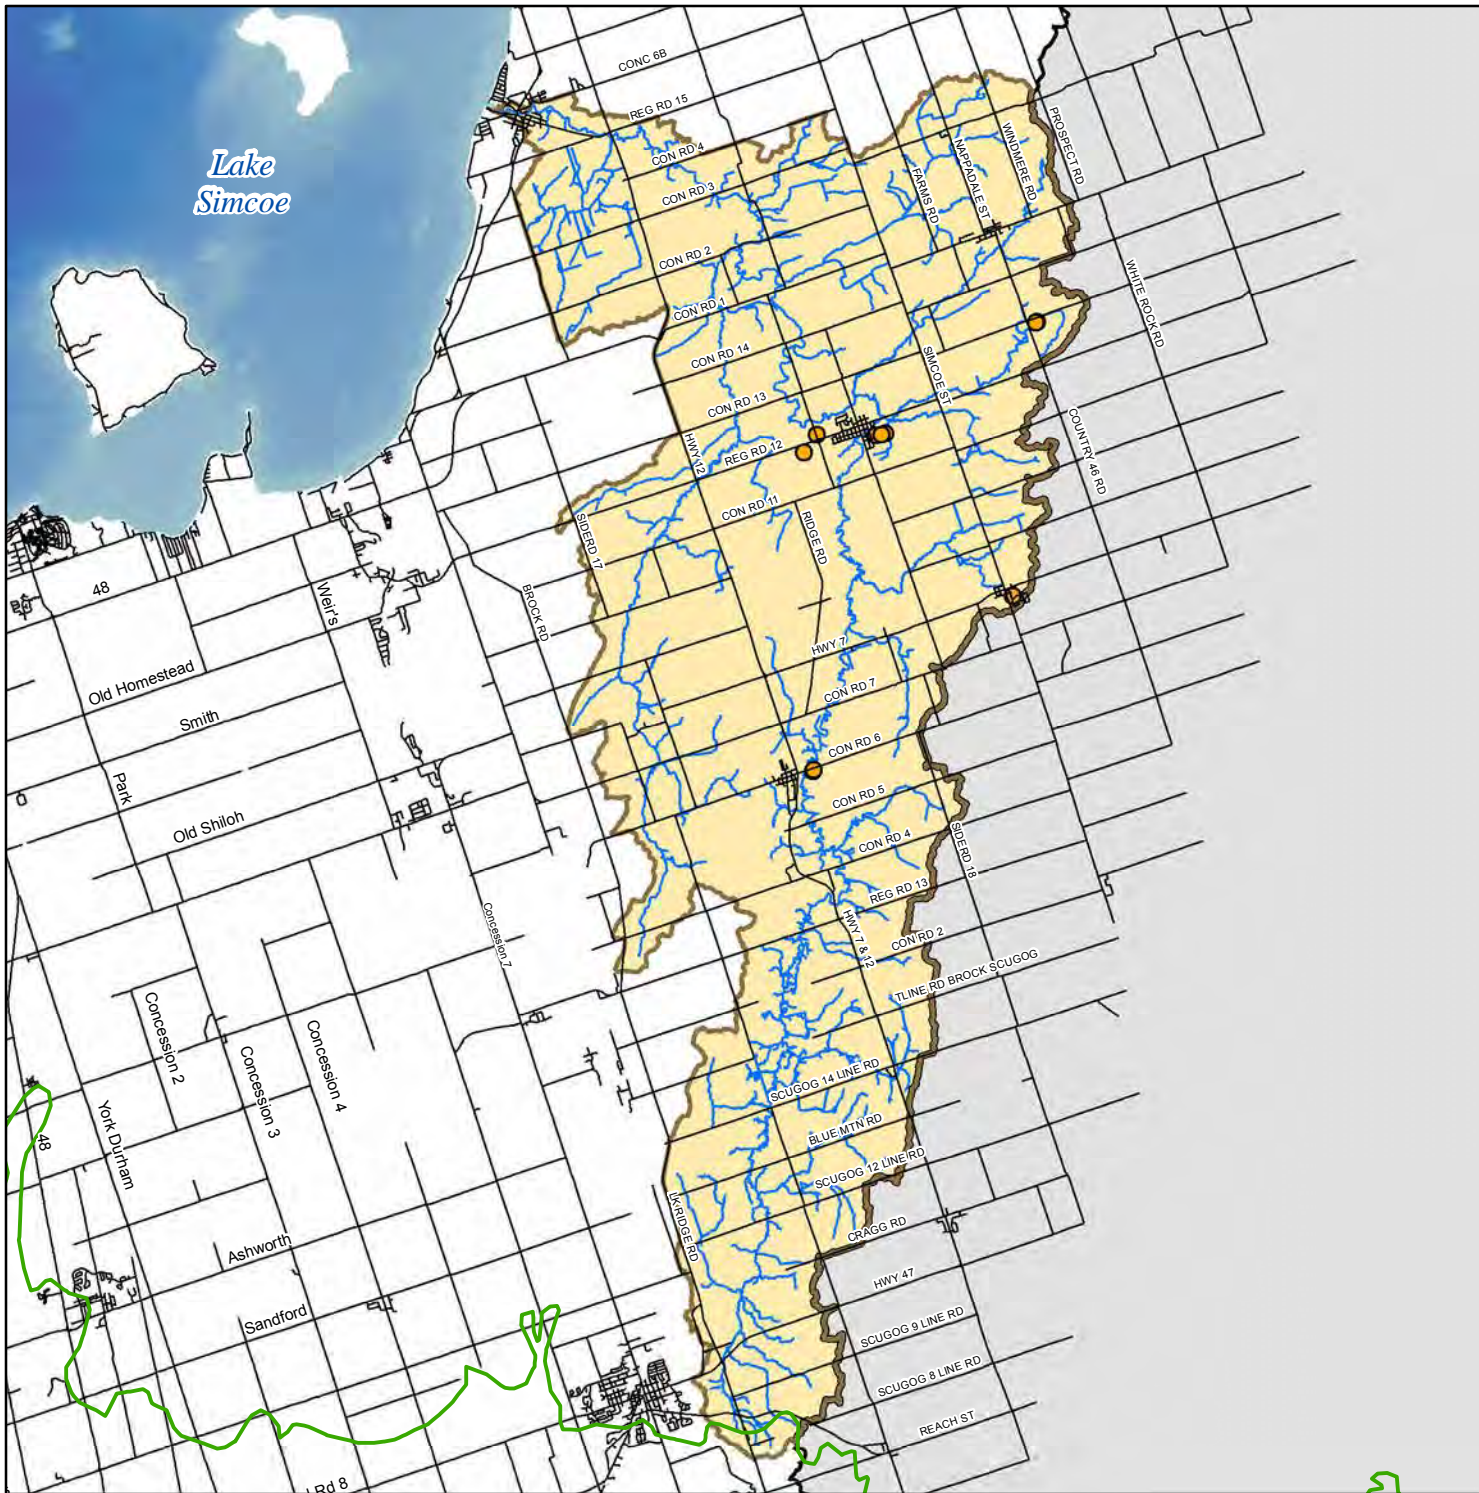 CONC 6B
REG RD 15
PROSPECT RD
WINDMERE RD
NAPPADALE ST
FARMS RD
CON RD 4
Lake
Simcoe
CON RD 3
CON RD 2
WHITE ROCK RD
CON RD 1
CON RD 14
SIMCOE ST
CON RD 13
HWY 12
REG RD 12
COUNTRY 46 RD
CON RD 11
SIDERD 17
RIDGE RD
48
Weir's
BROCK RD
HWY 7
Old Homestead
CON RD 7
Smith
CON RD 6
Park
CON RD 5
Old Shiloh
CON RD 4
SIDERD 18
REG RD 13
Concession 7
HWY 7 & 12
CON RD 2
TLINE RD BROCK SCUGOG
Concession 2
Concession 3
Concession 4
SCUGOG 14 LINE RD
York Durham
48
BLUE MTN RD
SCUGOG 12 LINE RD
LK RIDGE RD
CRAGG RD
Ashworth
HWY 47
Sandford
SCUGOG 9 LINE RD
SCUGOG 8 LINE RD
REACH ST
Rd 8